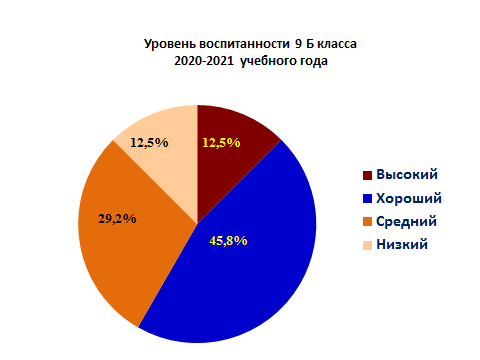 Уровень воспитанности 9 Б класса
2020-2021 учебного года
12,5%
12,5%
29,2%
45,8%
Высокий
Хороший
Средний
Низкий